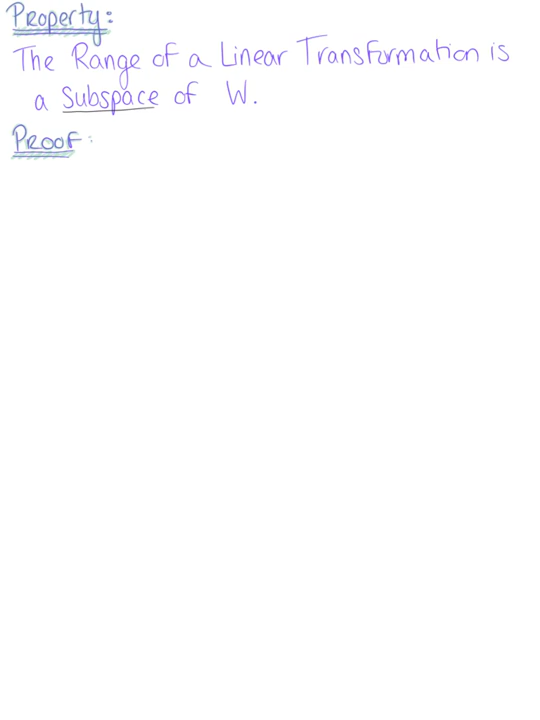 Property:
The Range of a Linear Transformation is
a Subspace of W.
PROOF: